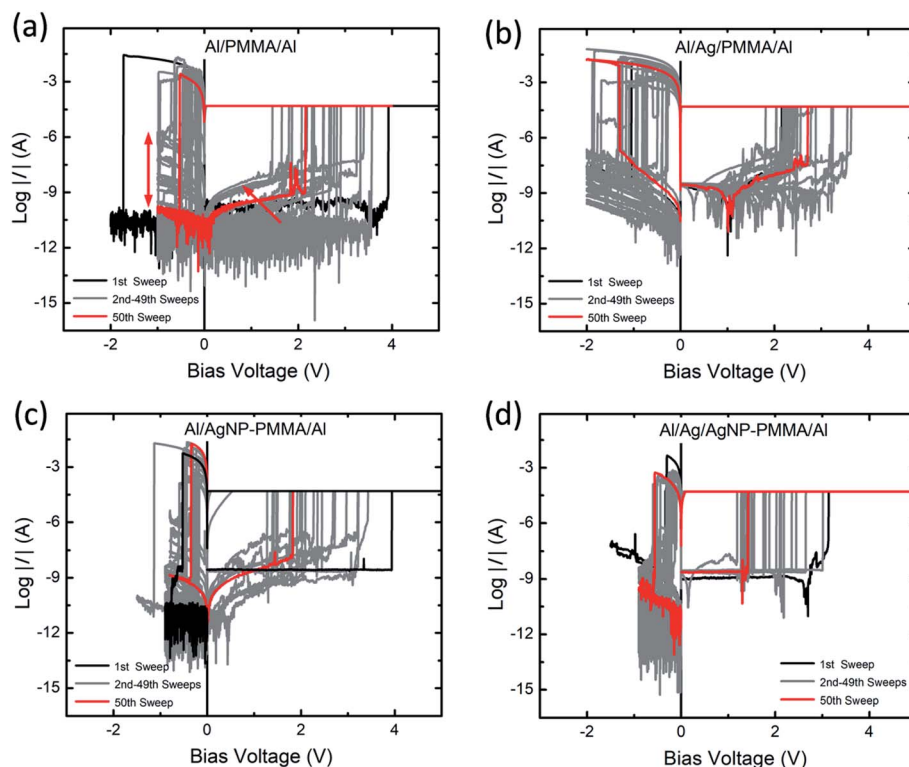 (a)
Al/PMMA/Al
-3
-6
-9
-12
-15
Log |I| (A)
1st Sweep
2nd-49th Sweeps
50th Sweep
-4
-2
0
2
4
Bias Voltage (V)
(b)
Al/Ag/PMMA/Al
-3
-6
-9
-12
-15
Log |I| (A)
1st Sweep
2nd-49th Sweeps
50th Sweep
-2
0
2
4
Bias Voltage (V)
(c)
Al/AgNP-PMMA/Al
-3
-6
-9
-12
-15
Log |I| (A)
1st Sweep
2nd-49th Sweeps
50th Sweep
-2
0
2
4
Bias Voltage (V)
(d)
Al/Ag/AgNP-PMMA/Al
-3
-6
-9
-12
-15
Log |I| (A)
1st Sweep
2nd-49th Sweeps
50th Sweep
-2
0
2
4
Bias Voltage (V)